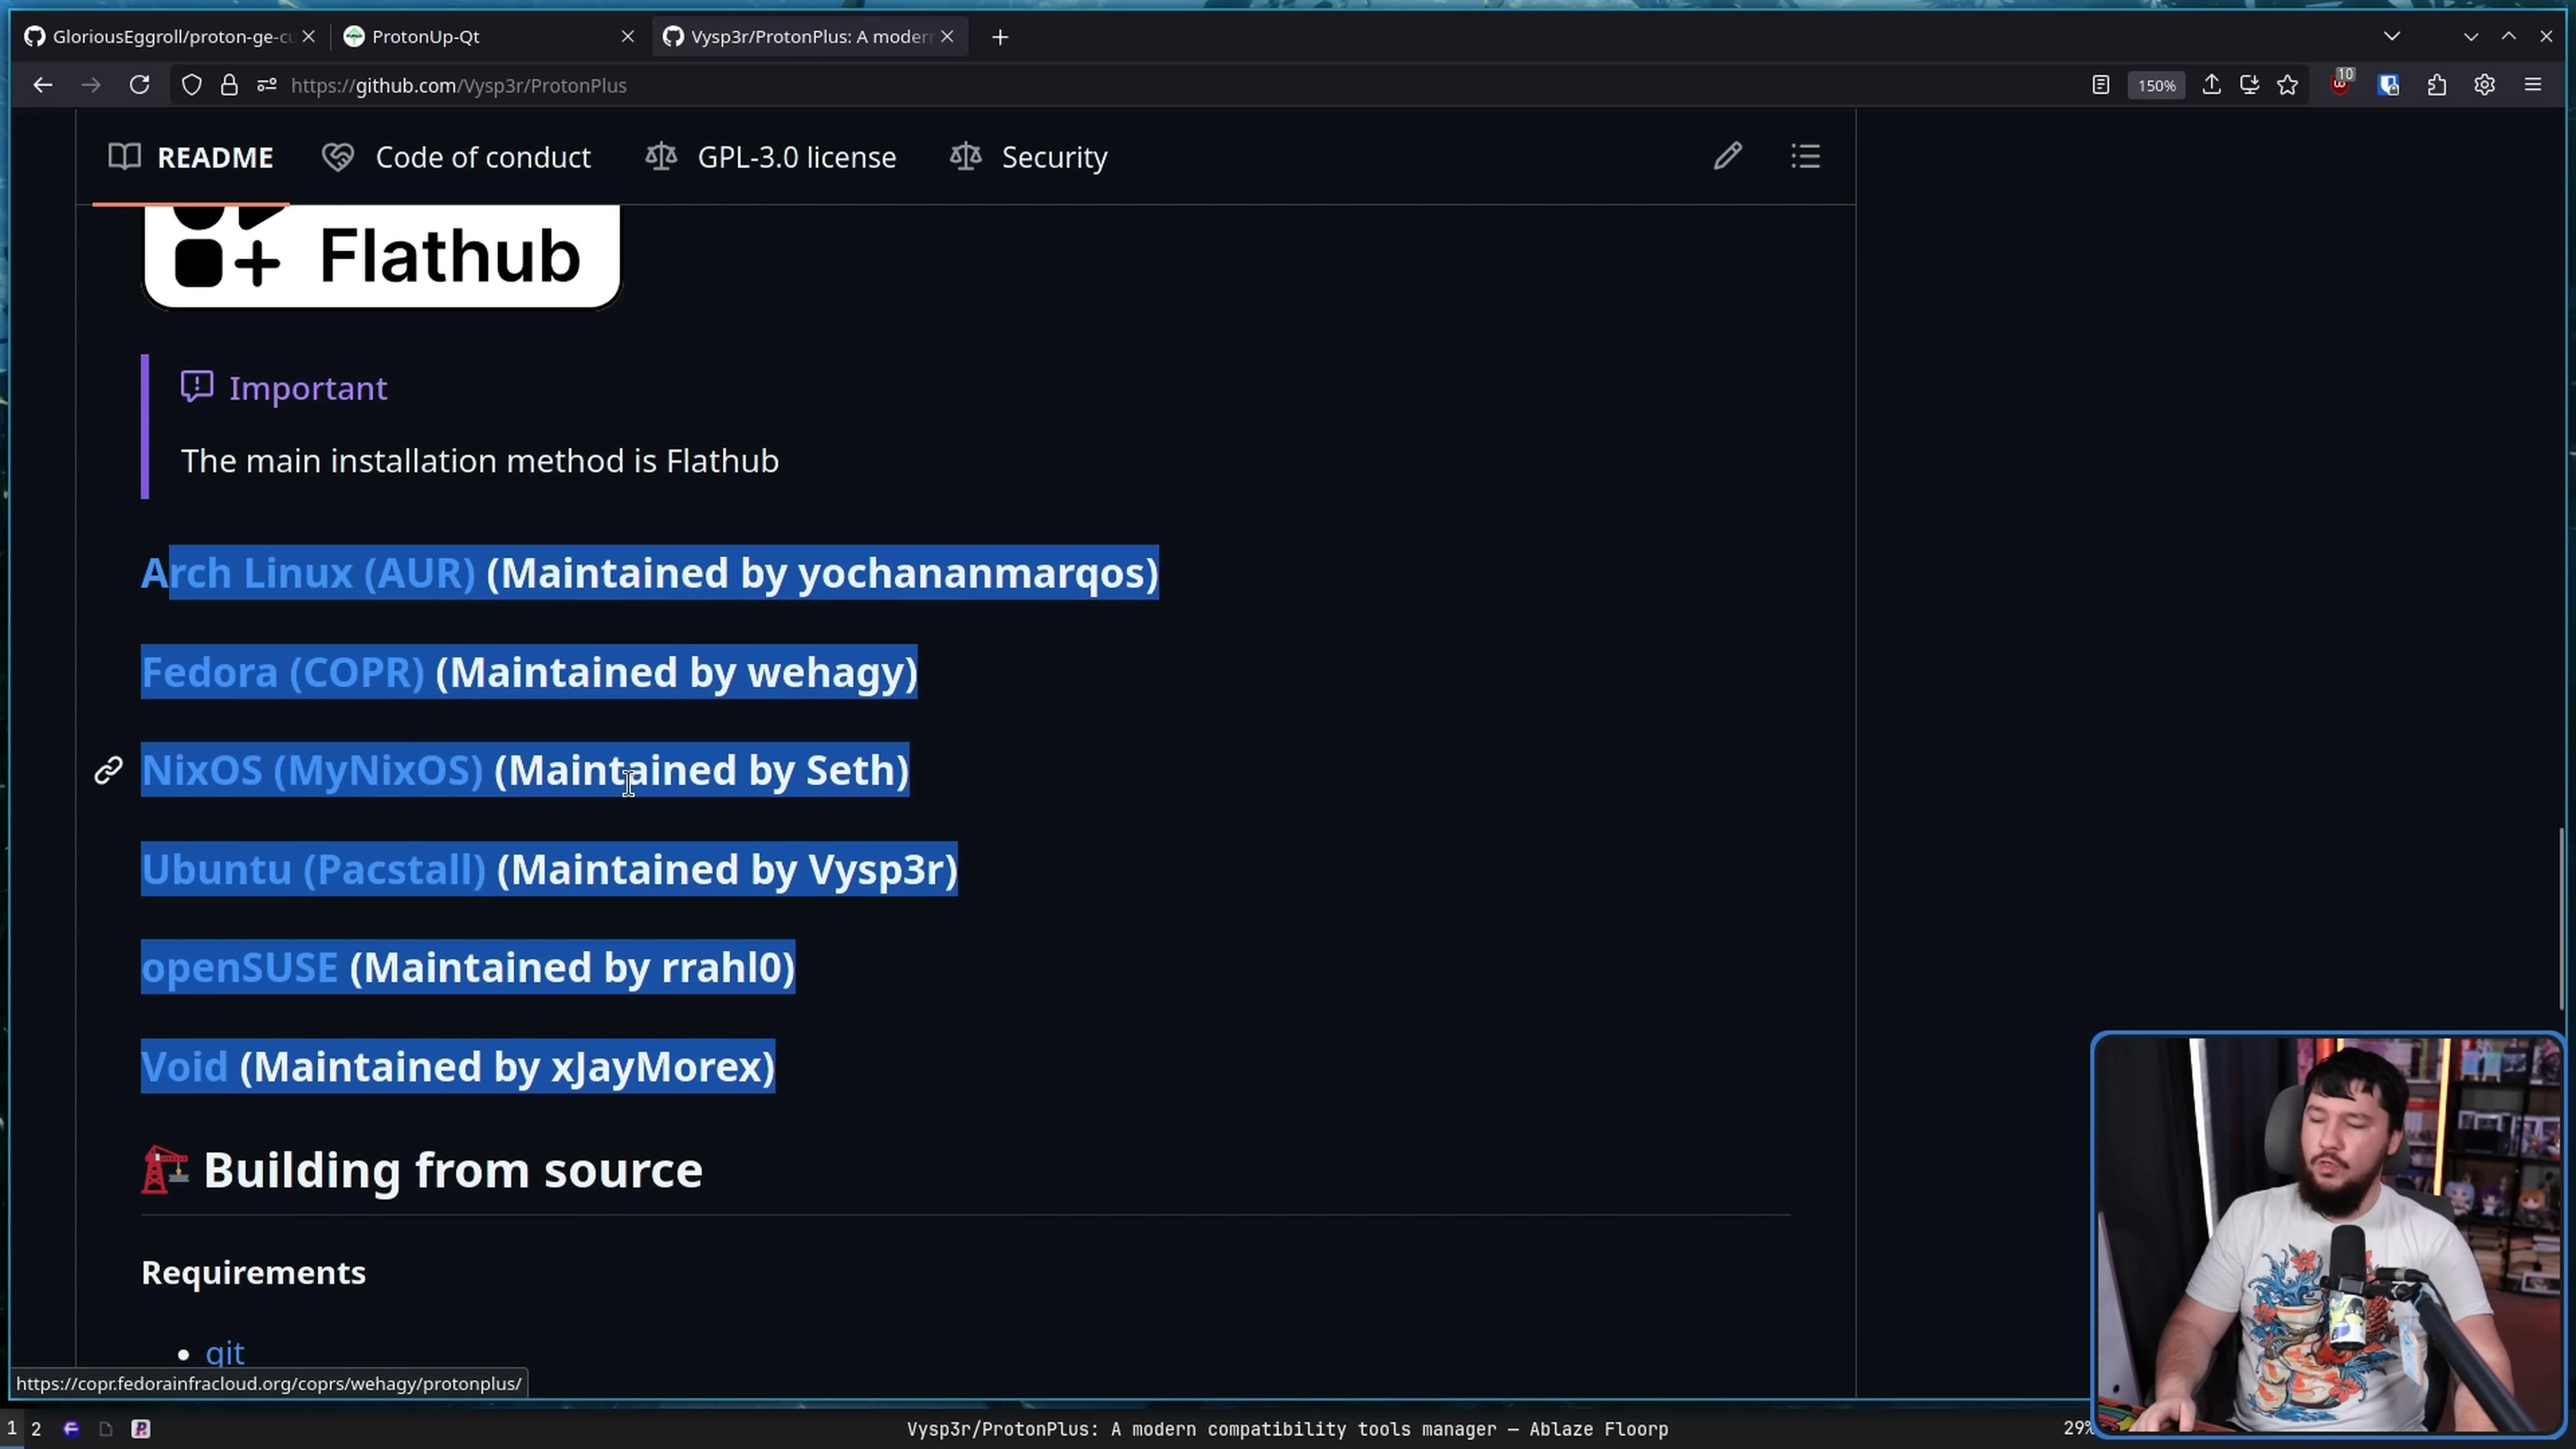 GloriousEggroll/proton-ge-cu
ProtonUp-Qt
Vysp3r/ProtonPlus: A modern
https://github.com/Vysp3r/ProtonPlus
150%
10
README
Code of conduct
GPL-3.0 license
Security
Flathub
Important
The main installation method is Flathub
Arch Linux (AUR) (Maintained by yochananmarqos)
Fedora (COPR) (Maintained by wehagy)
NixOS (MyNixOS) (Maintained by Seth)
Ubuntu (Pacstall) (Maintained by Vysp3r)
openSUSE (Maintained by rrahl0)
Void (Maintained by xJayMorex)
Building from source
Requirements
git
https://copr.fedorainfracloud.org/coprs/wehagy/protonplus/
1 2
Vysp3r/ProtonPlus: A modern compatibility tools manager — Ablaze Floorp
29%